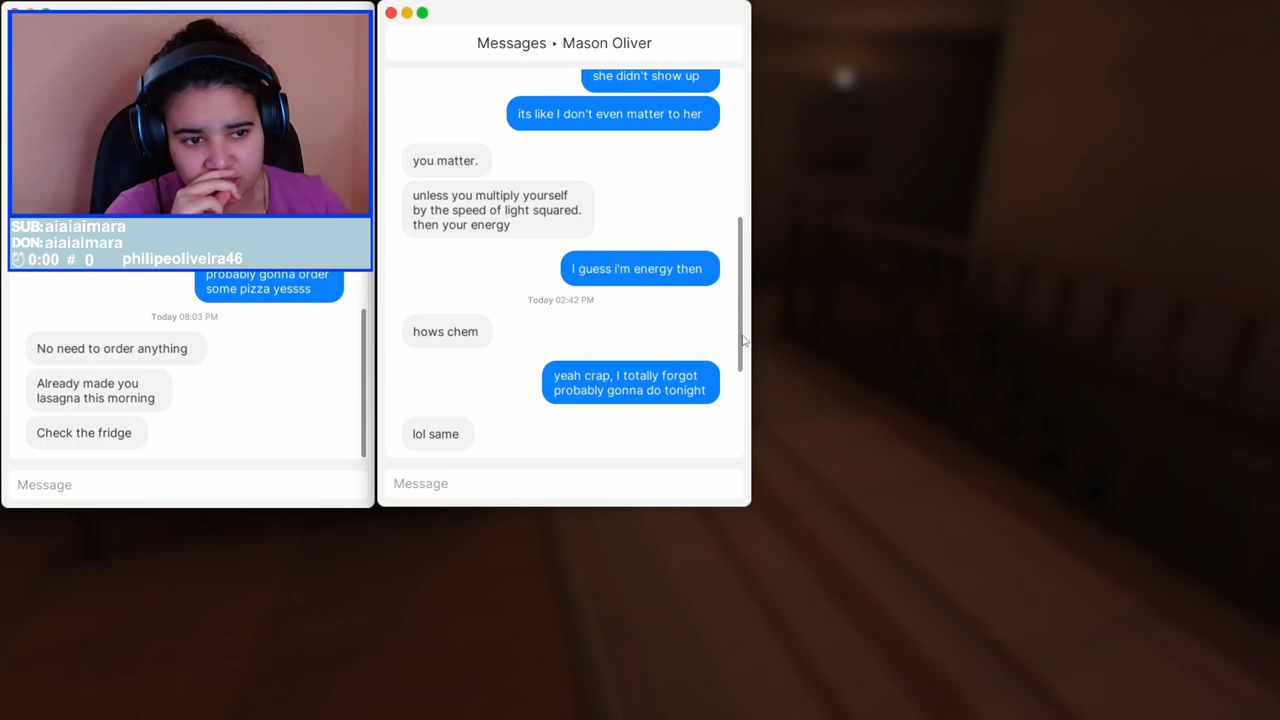 SUB:aiaiaimara
DON:aiaiaimara
0:00 # 0 philipeoliveira46
probably gonna order
some pizza yessss
Today 08:03 PM
No need to order anything
Already made you
lasagna this morning
Check the fridge
Message
Messages ‣ Mason Oliver
she didn't show up
its like I don't even matter to her
you matter.
unless you multiply yourself
by the speed of light squared.
then your energy
I guess i'm energy then
Today 02:42 PM
hows chem
yeah crap, I totally forgot
probably gonna do tonight
lol same
Message